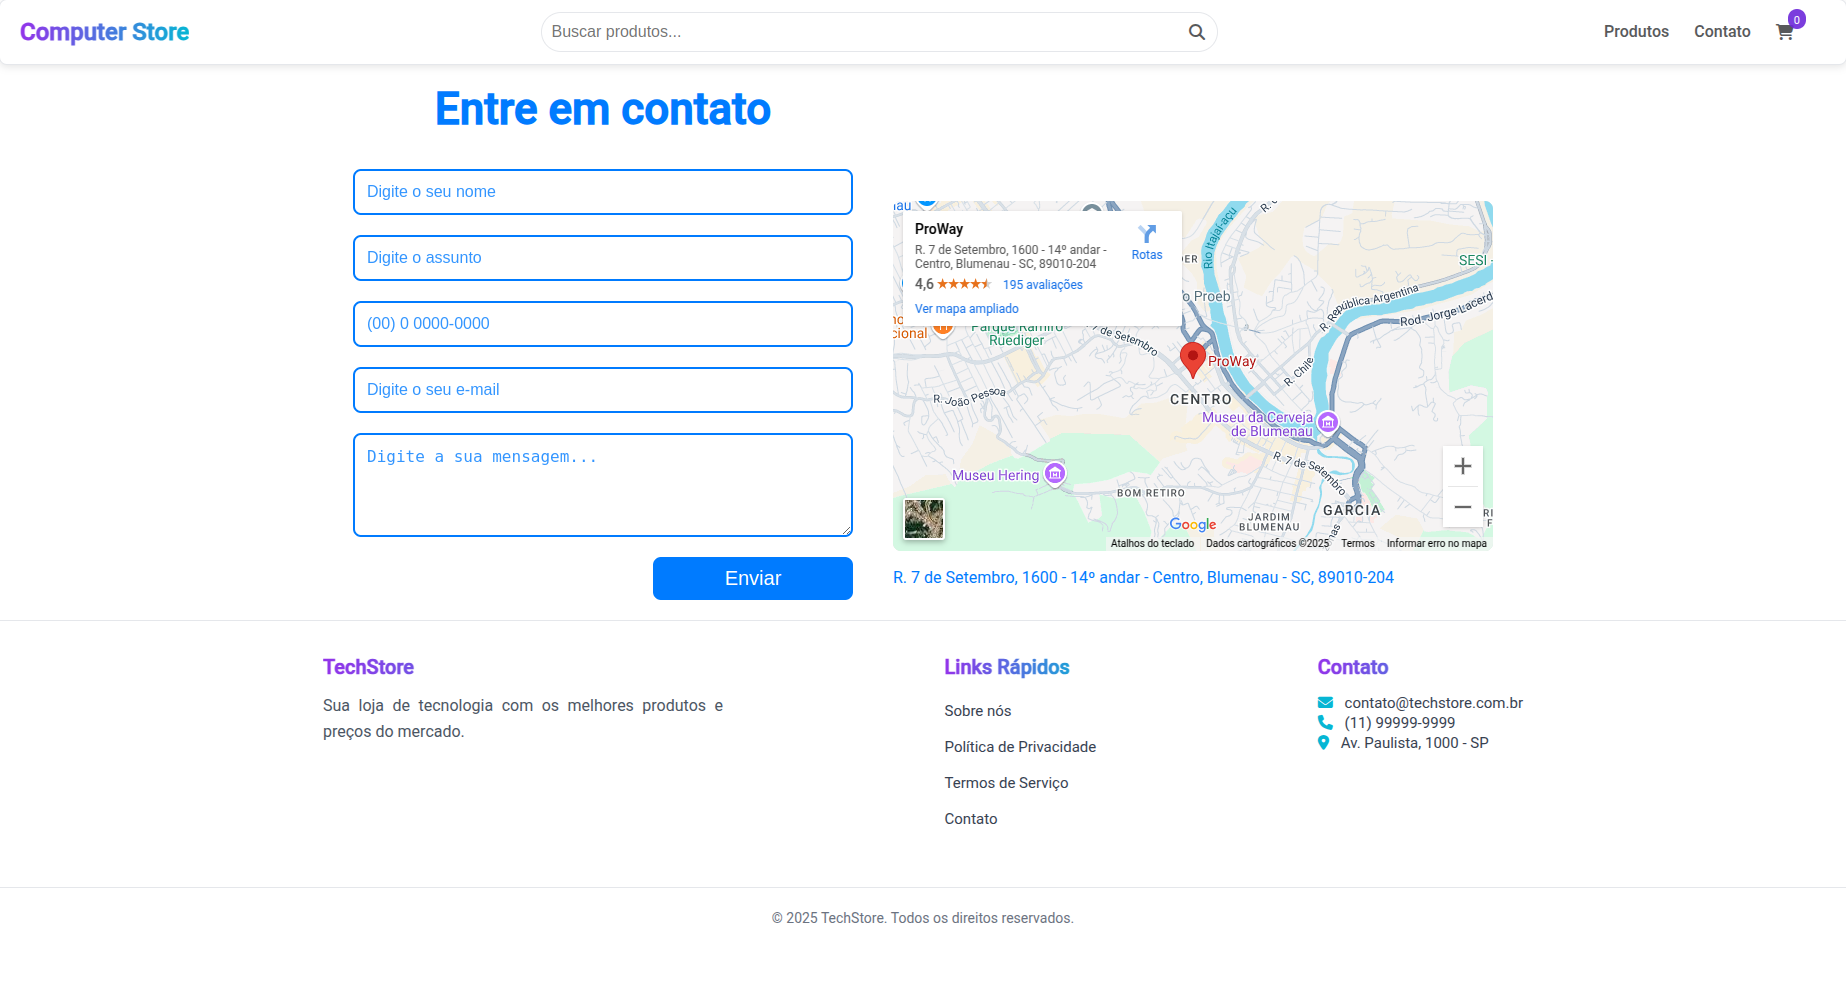 Computer Store
Buscar produtos...
Produtos
Contato
0
Entre em contato
Digite o seu nome
Digite o assunto
(00) 0 0000-0000
Digite o seu e-mail
Digite a sua mensagem...
Enviar
ProWay
R. 7 de Setembro, 1600 - 14º andar -
Centro, Blumenau - SC, 89010-204
4,6
195 avaliações
Ver mapa ampliado
Rotas
Rio Itajaí-açu
SESI -
R. República Argentina
Rod. Jorge Lacerd
Parque Ramiro
Ruediger
de Setembro
ProWay
R. Chile
R. João Pessoa
CENTRO
Museu da Cerveja
de Blumenau
R. 7 de Setembro
Museu Hering
BOM RETIRO
GARCIA
JARDIM
BLUMENAU
Google
Atalhos do teclado
Dados cartográficos ©2025
Termos
Informar erro no mapa
R. 7 de Setembro, 1600 - 14º andar - Centro, Blumenau - SC, 89010-204
TechStore
Sua loja de tecnologia com os melhores produtos e
preços do mercado.
Links Rápidos
Sobre nós
Política de Privacidade
Termos de Serviço
Contato
Contato
contato@techstore.com.br
(11) 99999-9999
Av. Paulista, 1000 - SP
© 2025 TechStore. Todos os direitos reservados.